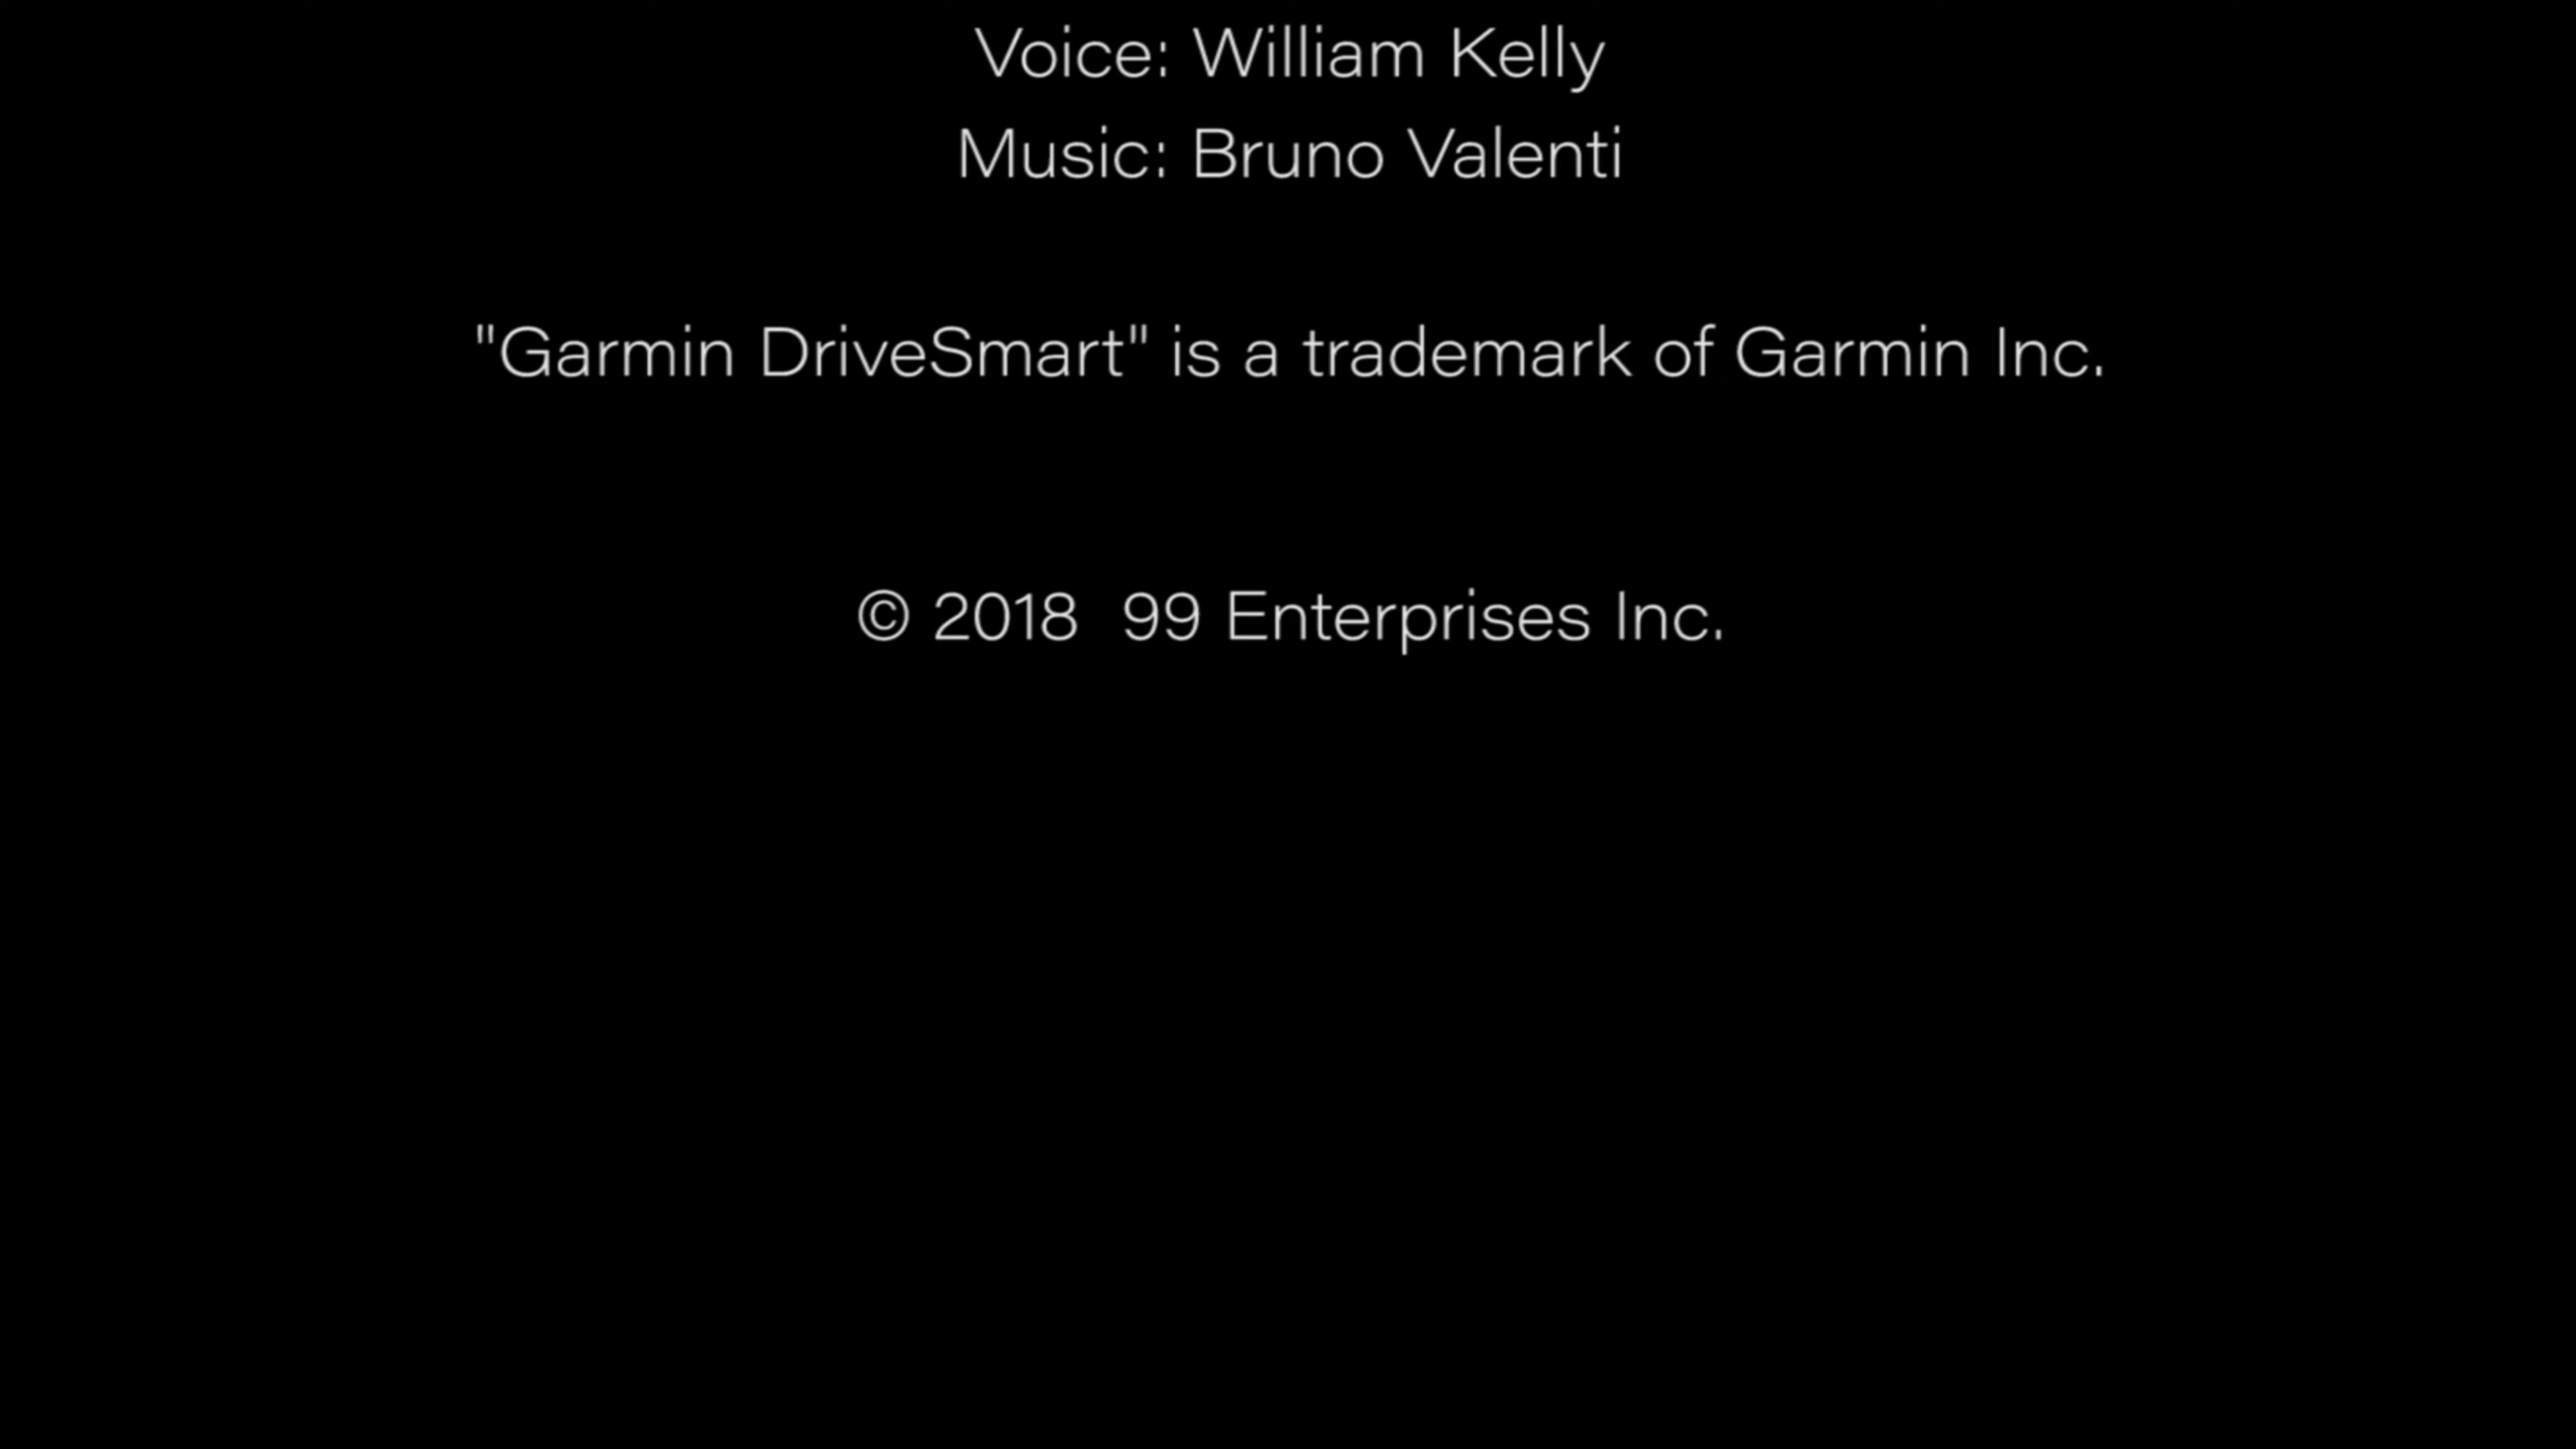 Voice: William Kelly
Music: Bruno Valenti
"Garmin DriveSmart" is a trademark of Garmin Inc.
© 2018  99 Enterprises Inc.